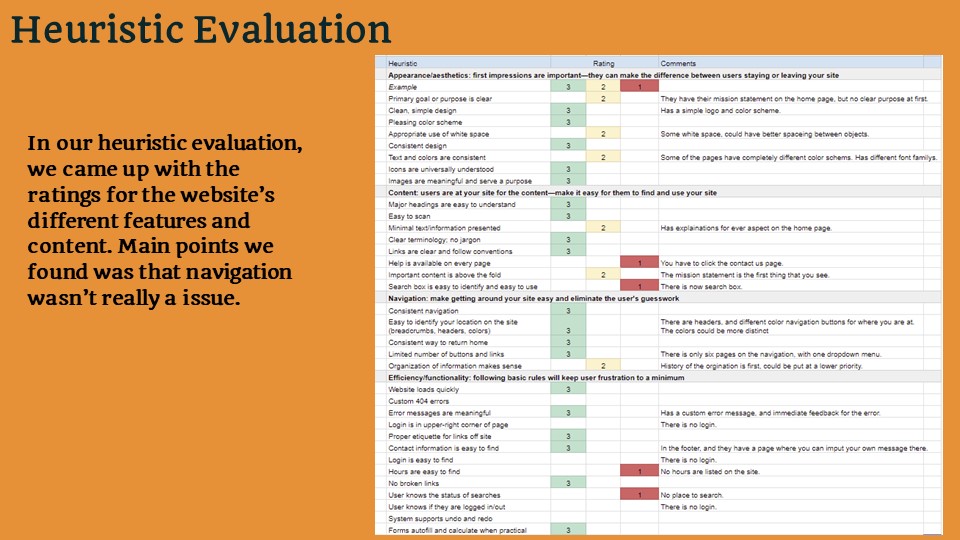 Heuristic Evaluation
In our heuristic evaluation,
we came up with the
ratings for the website's
different features and
content. Main points we
found was that navigation
wasn't really a issue.
Heuristic Rating Comments
Appearance/aesthetics: first impressions are important—they can make the difference between users staying or leaving your site
Example 3 2 1
Primary goal or purpose is clear 2 They have their mission statement on the home page, but no clear purpose at first.
Clean, simple design 3 Has a simple logo and color scheme.
Pleasing color scheme 3
Appropriate use of white space 2 Some white space, could have better spaceing between objects.
Consistent design 3
Text and colors are consistent 2 Some of the pages have completely different color schems. Has different font familys.
Icons are universally understood 3
Images are meaningful and serve a purpose 3
Content: users are at your site for the content—make it easy for them to find and use your site
Major headings are easy to understand 3
Easy to scan 3
Minimal text/information presented 2 Has explainations for ever aspect on the home page.
Clear terminology; no jargon 3
Links are clear and follow conventions 3
Help is available on every page 1 You have to click the contact us page.
Important content is above the fold 2 The mission statement is the first thing that you see.
Search box is easy to identify and easy to use 1 There is now search box.
Navigation: make getting around your site easy and eliminate the user's guesswork
Consistent navigation 3
Easy to identify your location on the site There are headers, and different color navigation buttons for where you are at.
(breadcrumbs, headers, colors) 3 The colors could be more distinct
Consistent way to return home 3
Limited number of buttons and links 3 There is only six pages on the navigation, with one dropdown menu.
Organization of information makes sense 2 History of the orgination is first, could be put at a lower priority.
Efficiency/functionality: following basic rules will keep user frustration to a minimum
Website loads quickly 3
Custom 404 errors
Error messages are meaningful 3 Has a custom error message, and immediate feedback for the error.
Login is in upper-right corner of page There is no login.
Proper etiquette for links off site 3
Contact information is easy to find 3 In the footer, and they have a page where you can imput your own message there.
Login is easy to find There is no login.
Hours are easy to find 1 No hours are listed on the site.
No broken links 3
User knows the status of searches 1 No place to search.
User knows if they are logged in/out There is no login.
System supports undo and redo
Forms autofill and calculate when practical 3